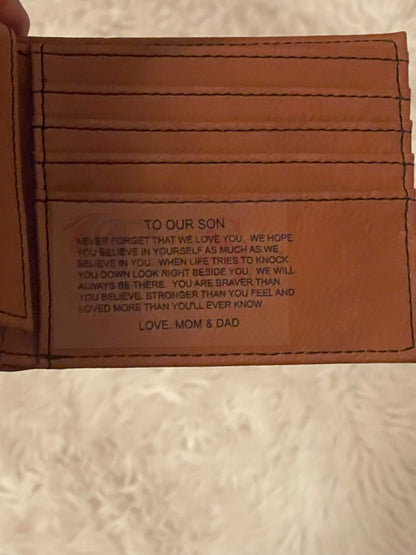 TO OUR SON
NEVER FORGET THAT WE LOVE YOU. WE HOPE
YOU BELIEVE IN YOURSELF AS MUCH AS WE
BELIEVE IN YOU. WHEN LIFE TRIES TO KNOCK
YOU DOWN LOOK RIGHT BESIDE YOU, WE WILL
ALWAYS BE THERE. YOU ARE BRAVER THAN
YOU BELIEVE, STRONGER THAN YOU FEEL AND
LOVED MORE THAN YOU'LL EVER KNOW.
LOVE, MOM & DAD